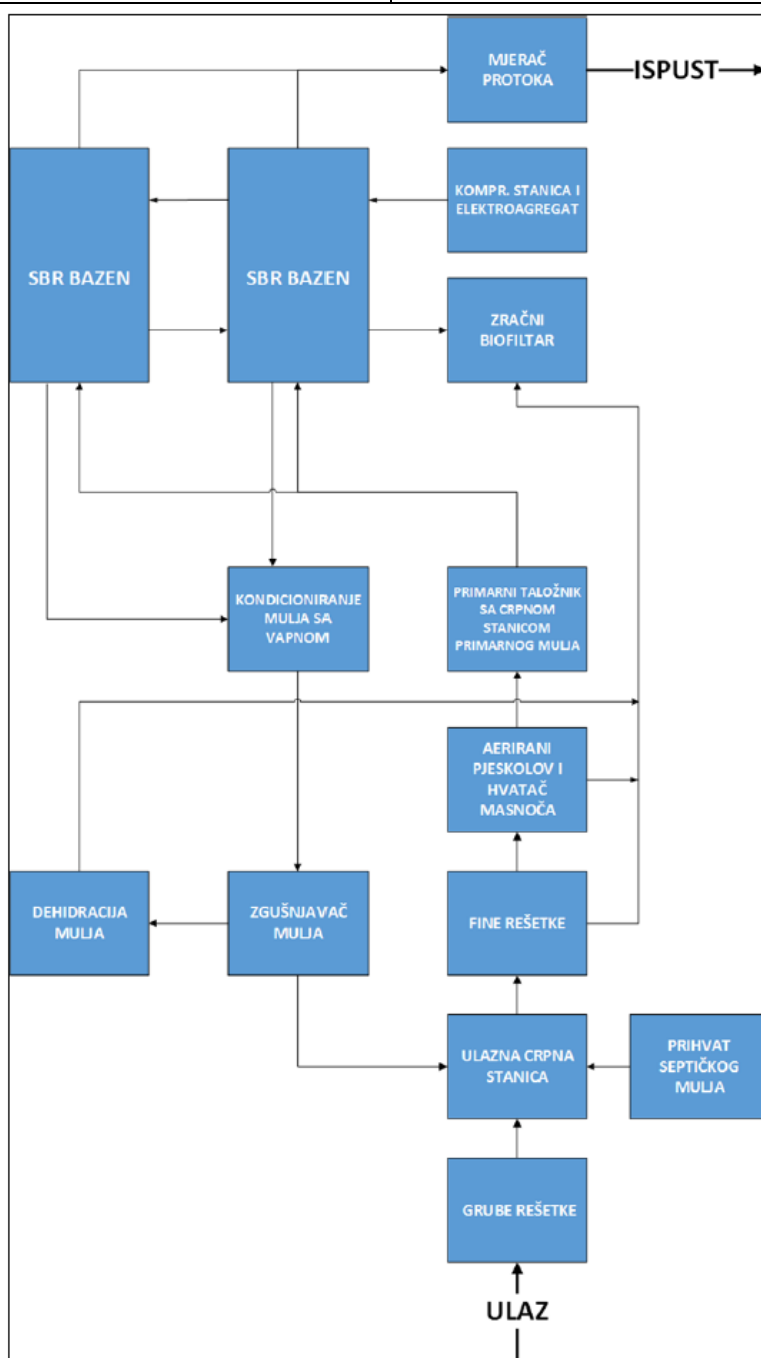 MJERAČ
PROTOKA
ISPUST
SBR BAZEN
SBR BAZEN
KOMPR. STANICA I
ELEKTROAGREGAT
ZRAČNI
BIOFILTAR
KONDICIONIRANJE
MULJA SA
VAPNOM
PRIMARNI TALOŽNIK
SA CRPNOM
STANICOM
PRIMARNOG MULJA
AERIRANI
PJESKOLOV I
HVATAČ
MASNOČA
DEHIDRACIJA
MULJA
ZGUŠNJAVAČ
MULJA
FINE REŠETKE
ULAZNA CRPNA
STANICA
PRIHVAT
SEPTIČKOG
MULJA
GRUBE REŠETKE
ULAZ